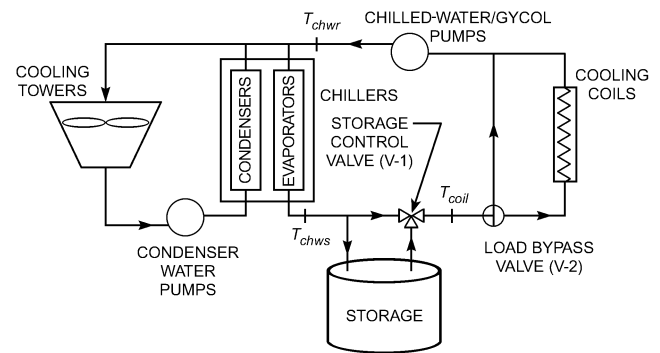 T_chwr
CHILLED-WATER/GYCOL
PUMPS
COOLING
TOWERS
CONDENSERS
EVAPORATORS
CHILLERS
COOLING
COILS
STORAGE
CONTROL
VALVE (V-1)
T_coil
T_chws
CONDENSER
WATER
PUMPS
LOAD BYPASS
VALVE (V-2)
STORAGE